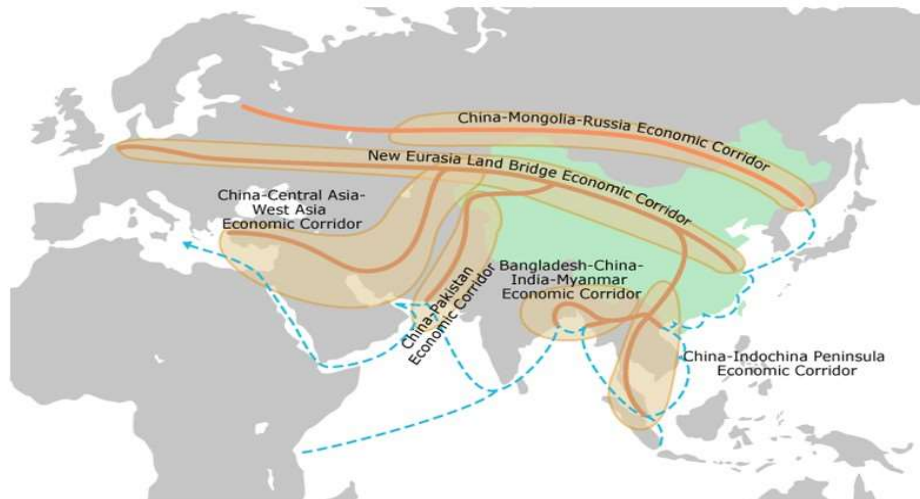 China-Mongolia-Russia Economic Corridor
New Eurasia Land Bridge Economic Corridor
China-Central Asia-
West Asia
Economic Corridor
Bangladesh-China-
India-Myanmar
Economic Corridor
China-Pakistan
Economic Corridor
China-Indochina Peninsula
Economic Corridor